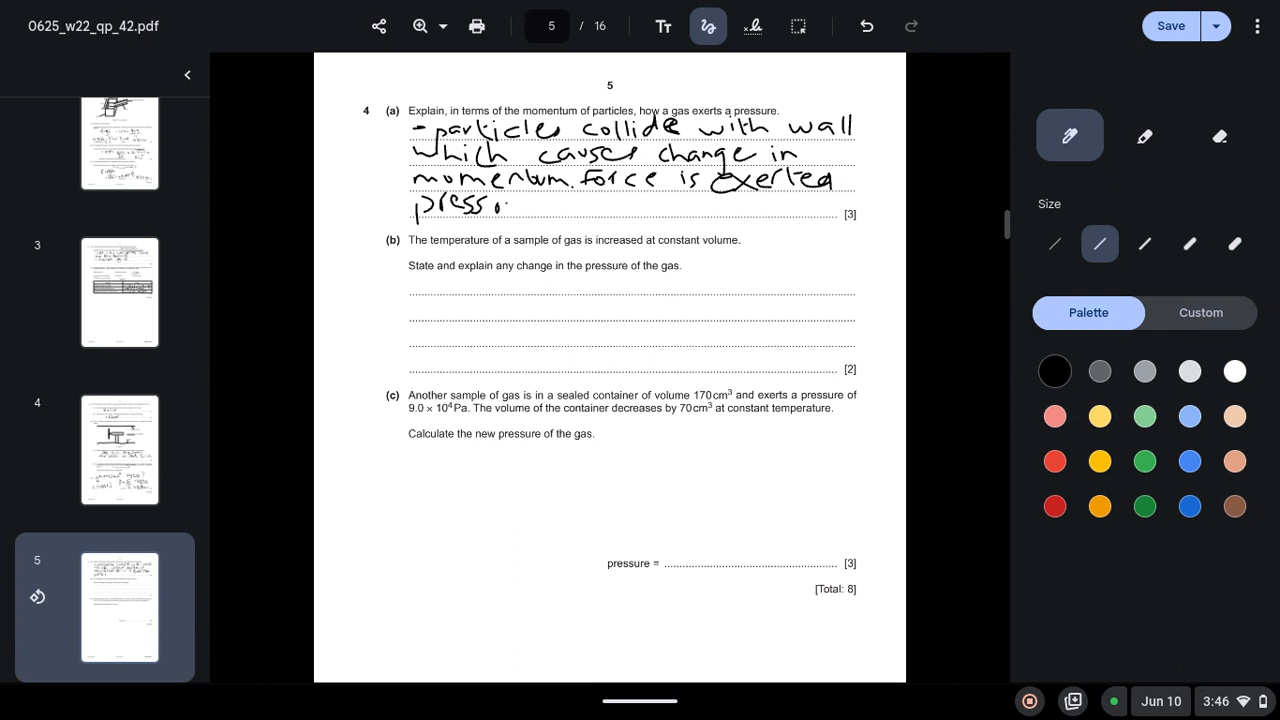 0625_w22_qp_42.pdf
5 / 16
Save
5
4 (a) Explain, in terms of the momentum of particles, how a gas exerts a pressure.
- particles collide with wall
which causes change in
momentum. Force is exerted
press
[3]
(b) The temperature of a sample of gas is increased at constant volume.
State and explain any change in the pressure of the gas.
[2]
(c) Another sample of gas is in a sealed container of volume 170 cm³ and exerts a pressure of
9.0 × 10⁴ Pa. The volume of the container decreases by 70 cm³ at constant temperature.
Calculate the new pressure of the gas.
pressure = [3]
[Total: 8]
3
4
5
Size
Palette Custom
Jun 10 3:46